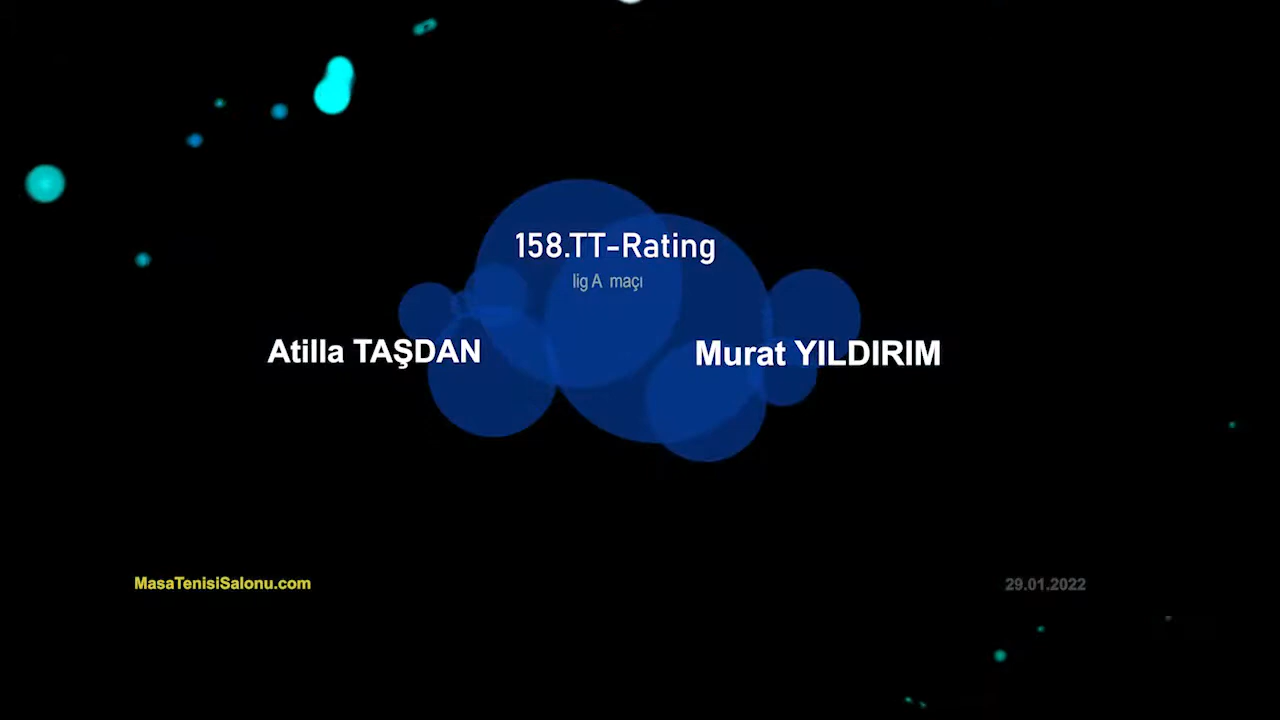 158.TT-Rating
lig A maçı
Atilla TAŞDAN
Murat YILDIRIM
MasaTenisiSalonu.com
29.01.2022